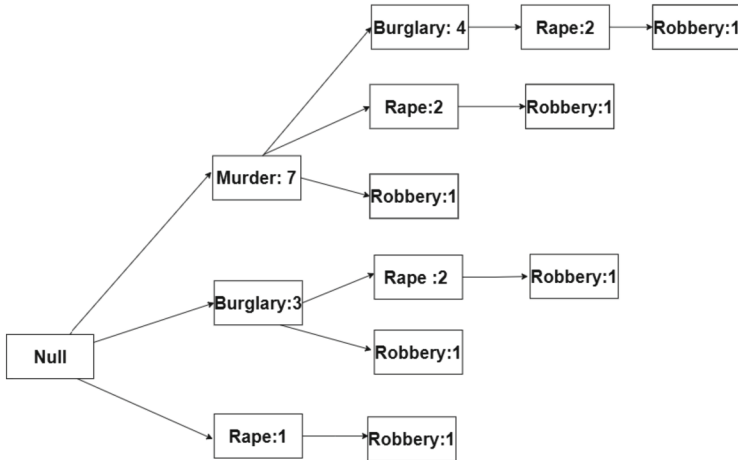 Burglary: 4
Rape:2
Robbery:1
Rape:2
Robbery:1
Murder: 7
Robbery:1
Rape :2
Robbery:1
Burglary:3
Robbery:1
Null
Rape:1
Robbery:1